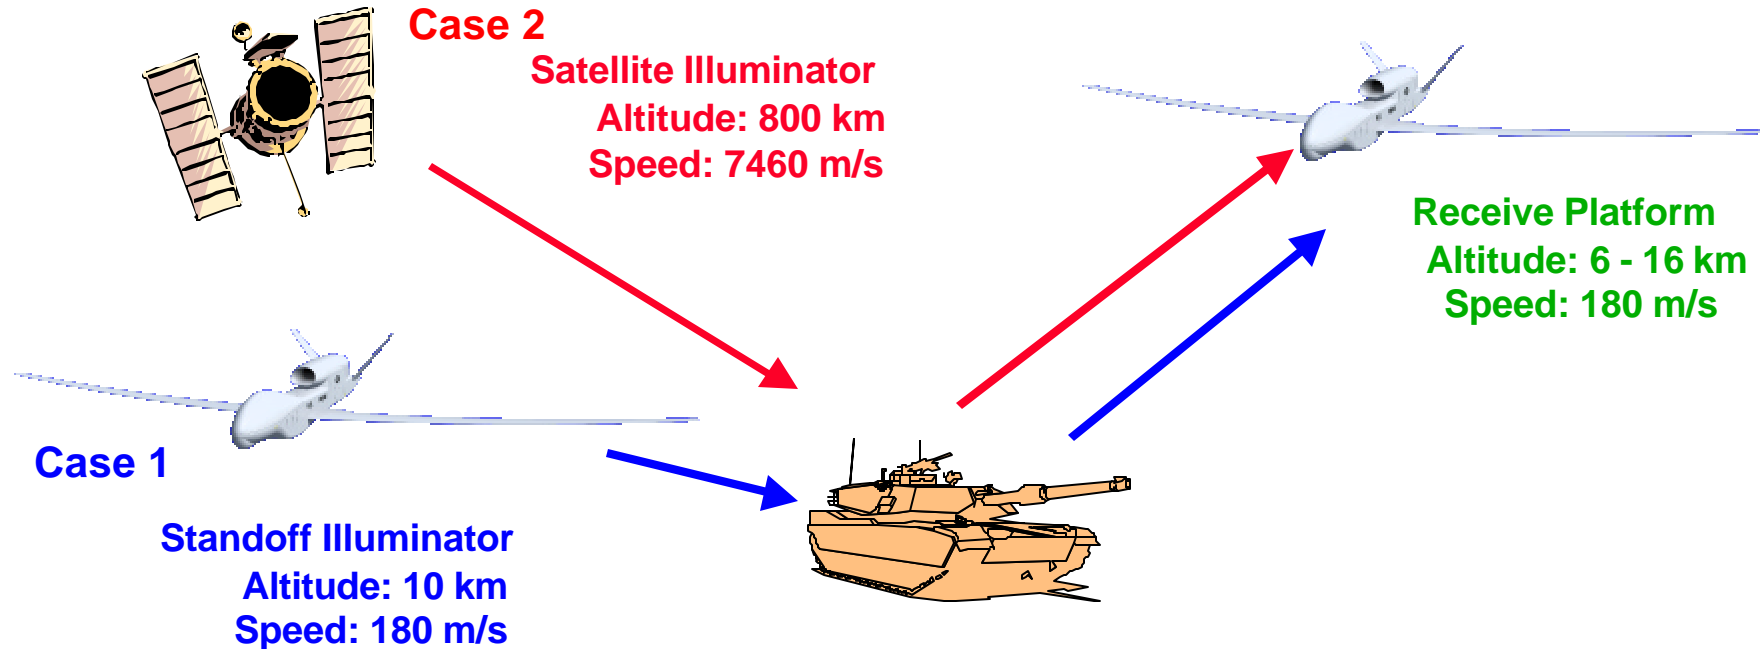 Case 2
Satellite Illuminator
Altitude: 800 km
Speed: 7460 m/s
Receive Platform
Altitude: 6 - 16 km
Speed: 180 m/s
Case 1
Standoff Illuminator
Altitude: 10 km
Speed: 180 m/s